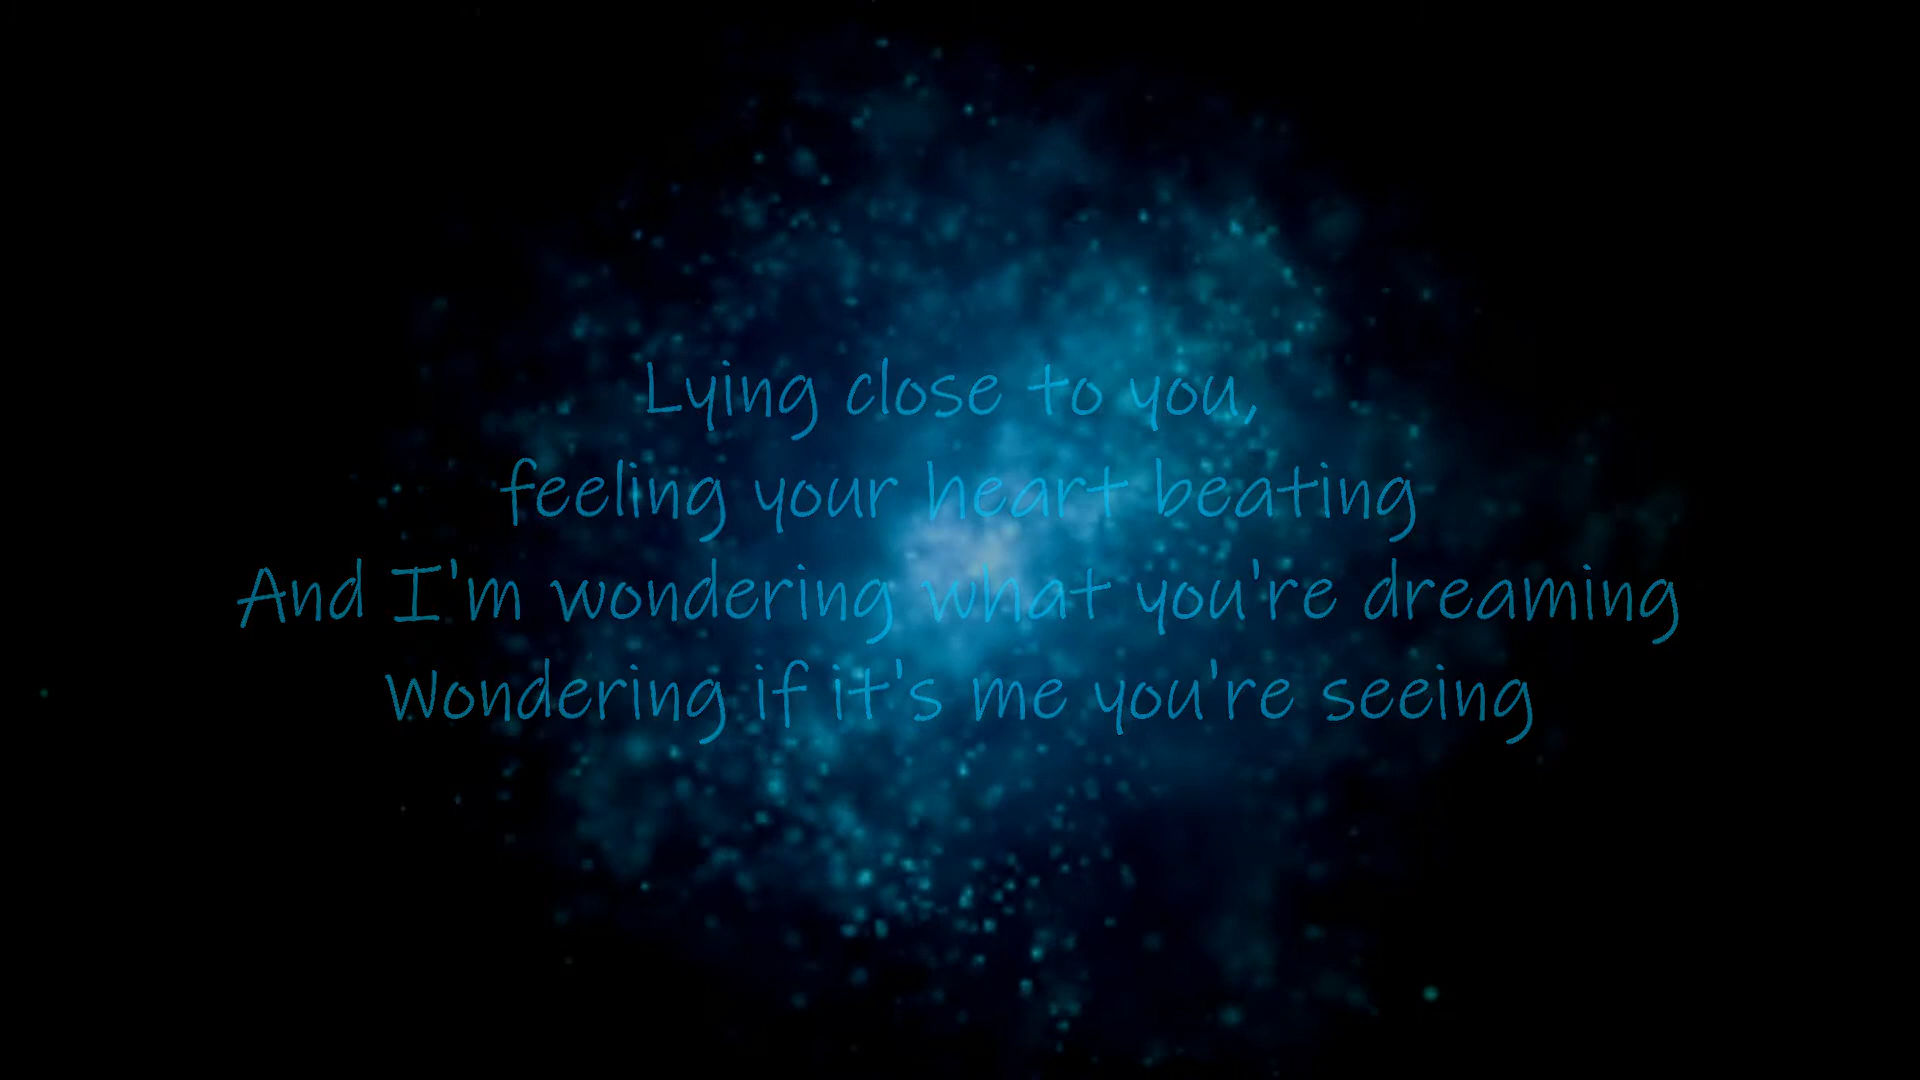 Lying close to you,
feeling your heart beating
And I'm wondering what you're dreaming
Wondering if it's me you're seeing